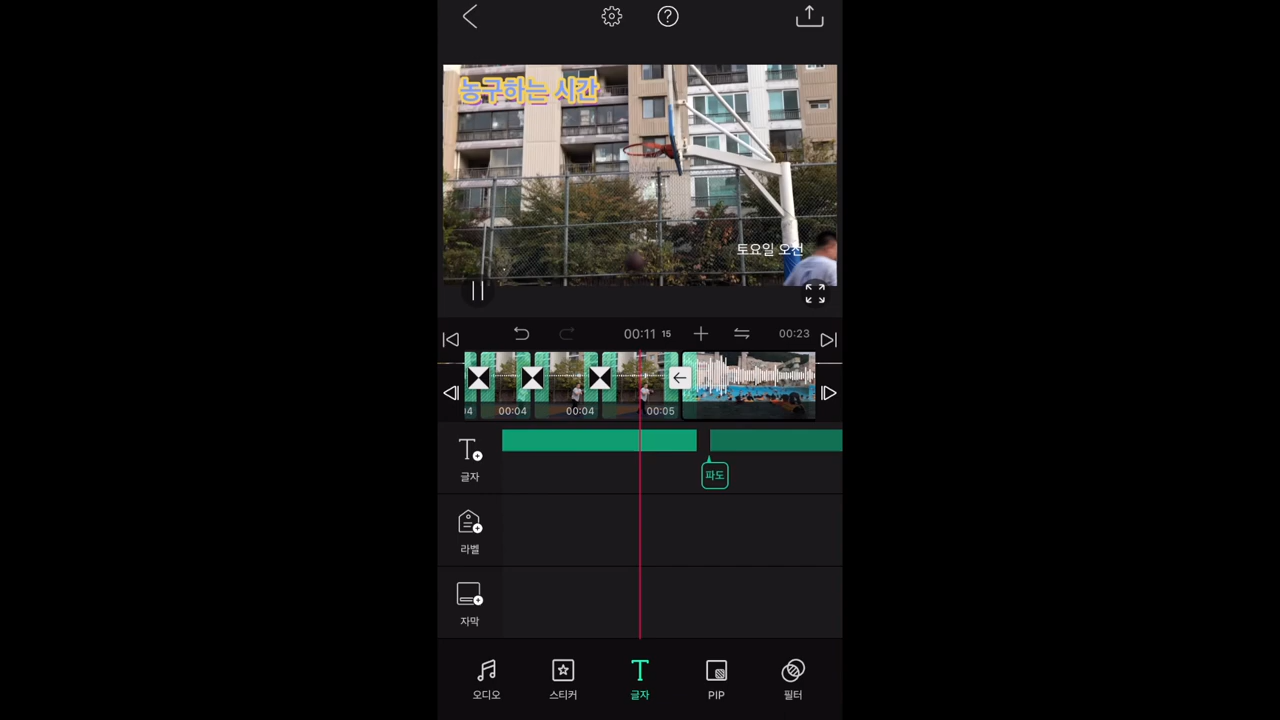 농구하는 시간
토요일 오전
00:11 15
00:23
04
00:04
00:04
00:05
글자
파도
라벨
자막
오디오
스티커
글자
PIP
필터